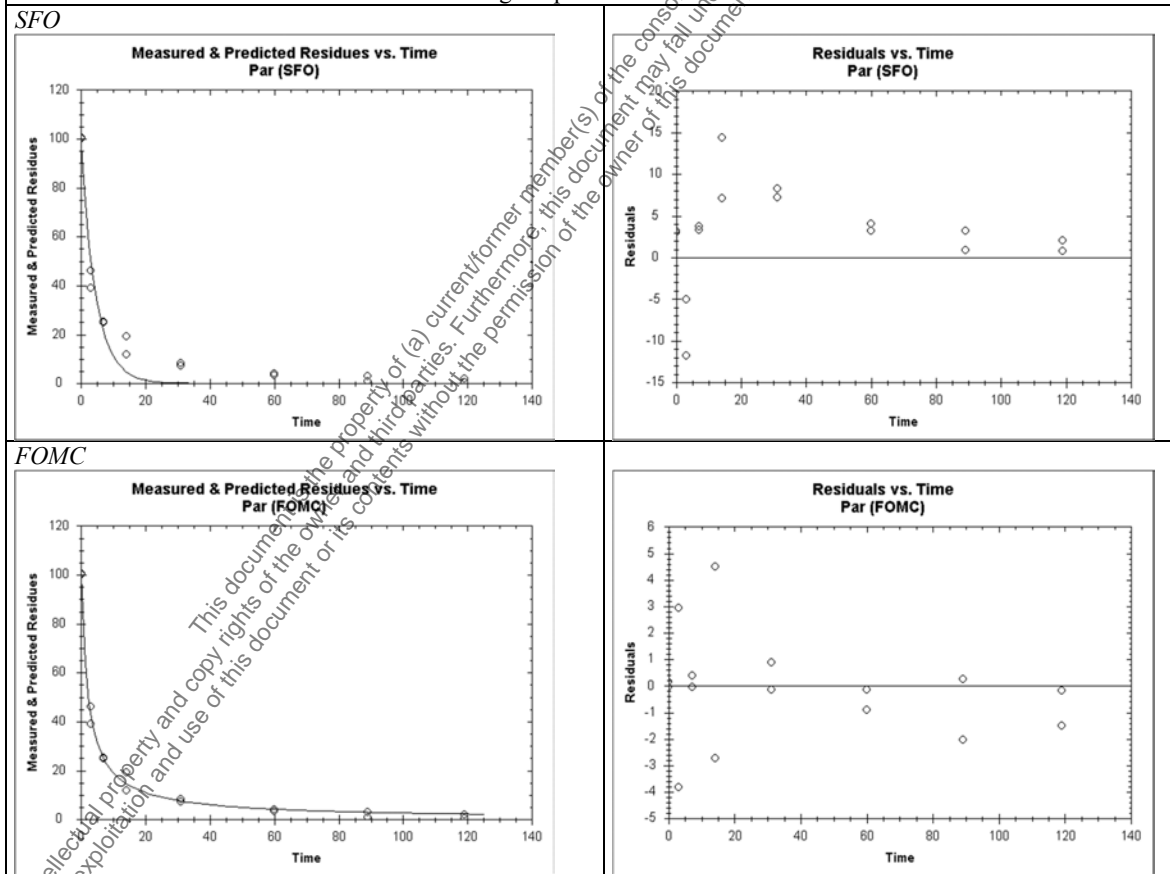 SFO
Measured & Predicted Residues vs. Time
Par (SFO)
Measured & Predicted Residues
120
100
80
60
40
20
0
0 20 40 60 80 100 120 140
Time
Residuals vs. Time
Par (SFO)
Residuals
20
15
10
5
0
-5
-10
-15
0 20 40 60 80 100 120 140
Time
FOMC
Measured & Predicted Residues vs. Time
Par (FOMC)
Measured & Predicted Residues
120
100
80
60
40
20
0
0 20 40 60 80 100 120 140
Time
Residuals vs. Time
Par (FOMC)
Residuals
6
5
4
3
2
1
0
-1
-2
-3
-4
-5
0 20 40 60 80 100 120 140
Time
This document is the property of (a) current/former member(s) of the
and third parties. Furthermore, this document may fall
rights of the owner
property and copy
and use of this document or its contents without the permission of the owner of this